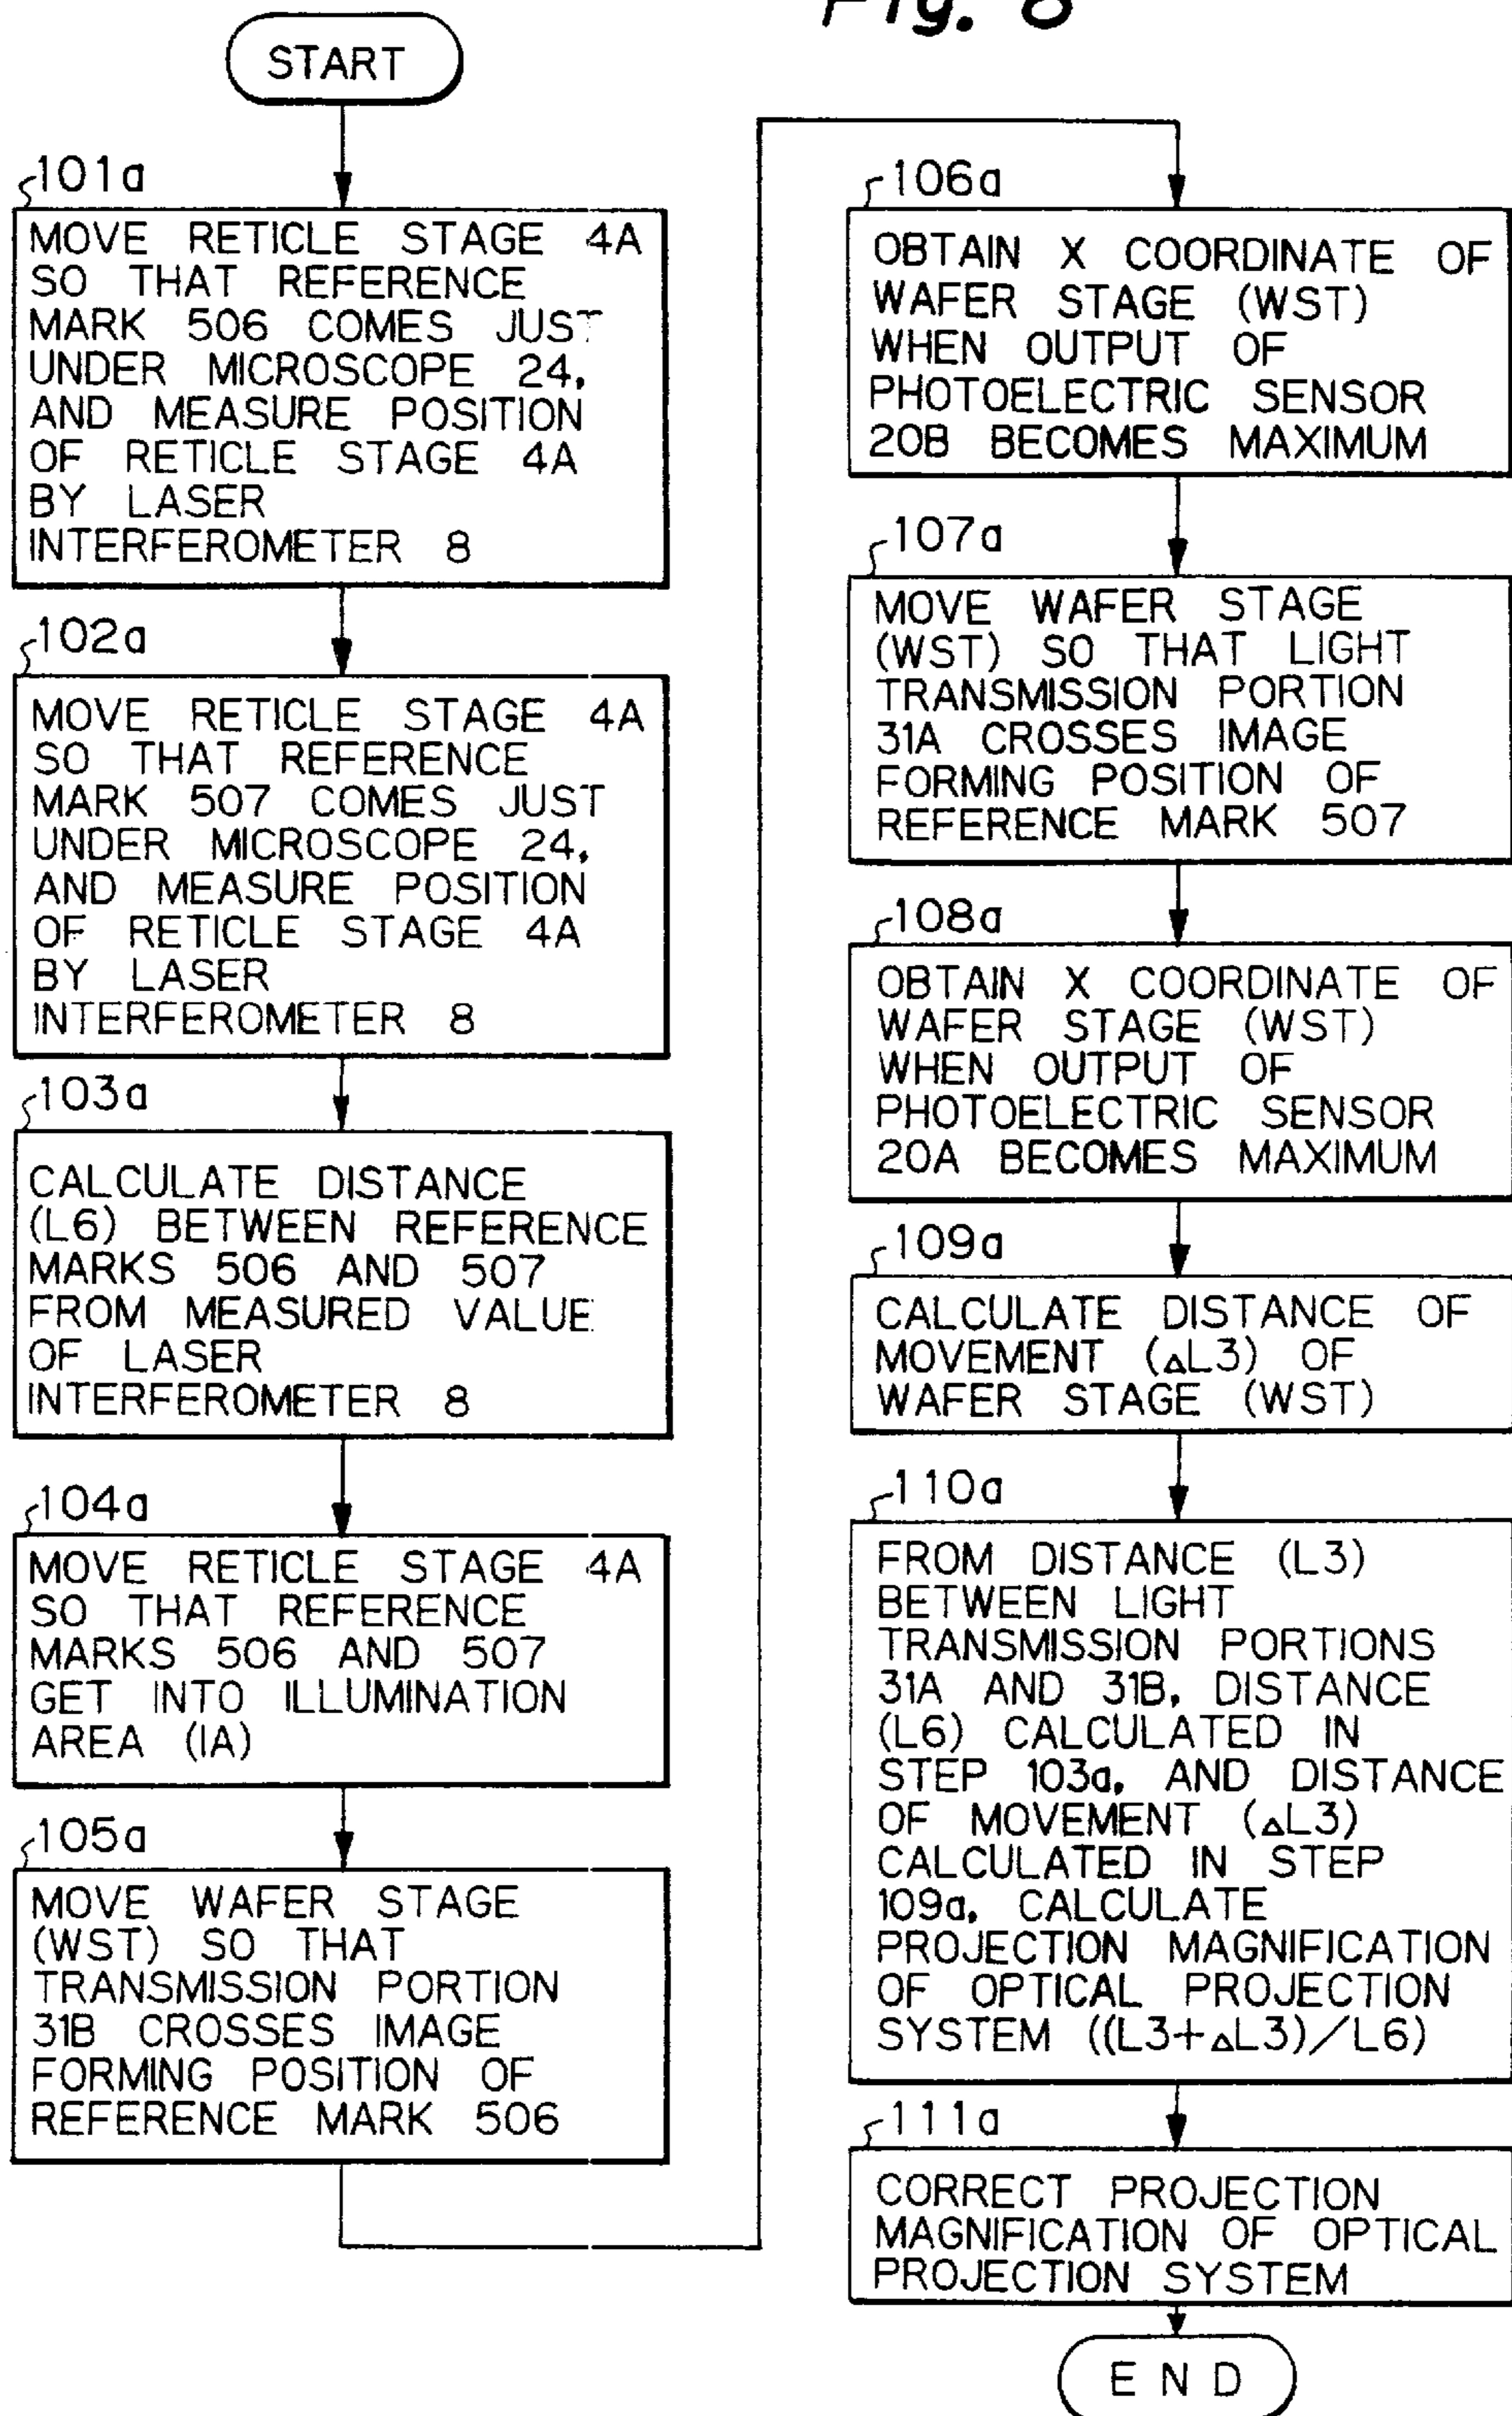 Fig. 8
START
101a
MOVE RETICLE STAGE 4A
SO THAT REFERENCE
MARK 506 COMES JUST
UNDER MICROSCOPE 24,
AND MEASURE POSITION
OF RETICLE STAGE 4A
BY LASER
INTERFEROMETER 8
102a
MOVE RETICLE STAGE 4A
SO THAT REFERENCE
MARK 507 COMES JUST
UNDER MICROSCOPE 24,
AND MEASURE POSITION
OF RETICLE STAGE 4A
BY LASER
INTERFEROMETER 8
103a
CALCULATE DISTANCE
(L6) BETWEEN REFERENCE
MARKS 506 AND 507
FROM MEASURED VALUE
OF LASER
INTERFEROMETER 8
104a
MOVE RETICLE STAGE 4A
SO THAT REFERENCE
MARKS 506 AND 507
GET INTO ILLUMINATION
AREA (IA)
105a
MOVE WAFER STAGE
(WST) SO THAT
TRANSMISSION PORTION
31B CROSSES IMAGE
FORMING POSITION OF
REFERENCE MARK 506
106a
OBTAIN X COORDINATE OF
WAFER STAGE (WST)
WHEN OUTPUT OF
PHOTOELECTRIC SENSOR
20B BECOMES MAXIMUM
107a
MOVE WAFER STAGE
(WST) SO THAT LIGHT
TRANSMISSION PORTION
31A CROSSES IMAGE
FORMING POSITION OF
REFERENCE MARK 507
108a
OBTAIN X COORDINATE OF
WAFER STAGE (WST)
WHEN OUTPUT OF
PHOTOELECTRIC SENSOR
20A BECOMES MAXIMUM
109a
CALCULATE DISTANCE OF
MOVEMENT (△L3) OF
WAFER STAGE (WST)
110a
FROM DISTANCE (L3)
BETWEEN LIGHT
TRANSMISSION PORTIONS
31A AND 31B, DISTANCE
(L6) CALCULATED IN
STEP 103a, AND DISTANCE
OF MOVEMENT (△L3)
CALCULATED IN STEP
109a, CALCULATE
PROJECTION MAGNIFICATION
OF OPTICAL PROJECTION
SYSTEM ((L3+△L3)/L6)
111a
CORRECT PROJECTION
MAGNIFICATION OF OPTICAL
PROJECTION SYSTEM
END